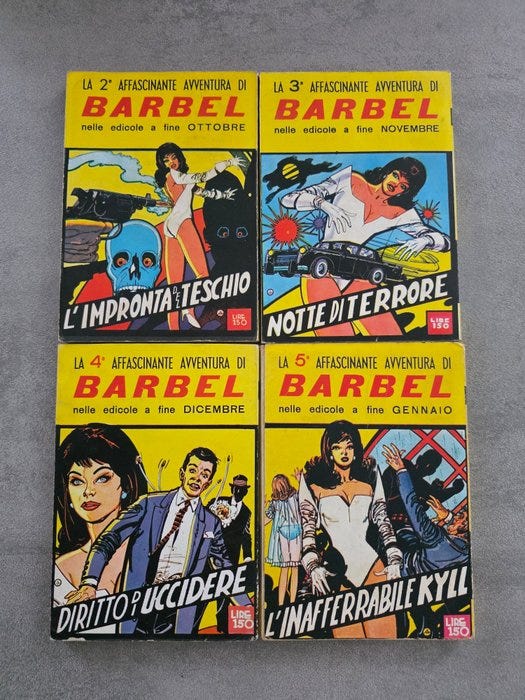 LA 2ª AFFASCINANTE AVVENTURA DI
BARBEL
nelle edicole a fine OTTOBRE
L'IMPRONTA DEL TESCHIO
LIRE
150
LA 3ª AFFASCINANTE AVVENTURA DI
BARBEL
nelle edicole a fine NOVEMBRE
NOTTE DI TERRORE
LIRE
150
LA 4ª AFFASCINANTE AVVENTURA DI
BARBEL
nelle edicole a fine DICEMBRE
DIRITTO DI UCCIDERE
LIRE
150
LA 5ª AFFASCINANTE AVVENTURA DI
BARBEL
nelle edicole a fine GENNAIO
L'INAFFERRABILE KYLL
LIRE
150